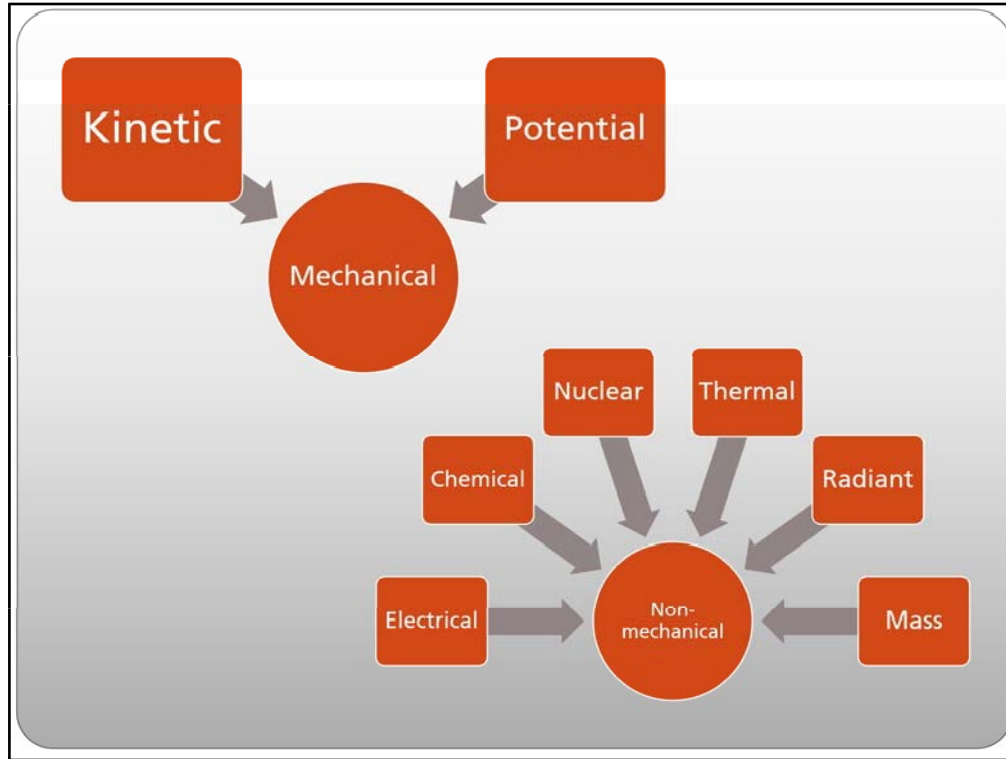 Kinetic
Potential
Mechanical
Nuclear
Thermal
Chemical
Radiant
Electrical
Non-
mechanical
Mass